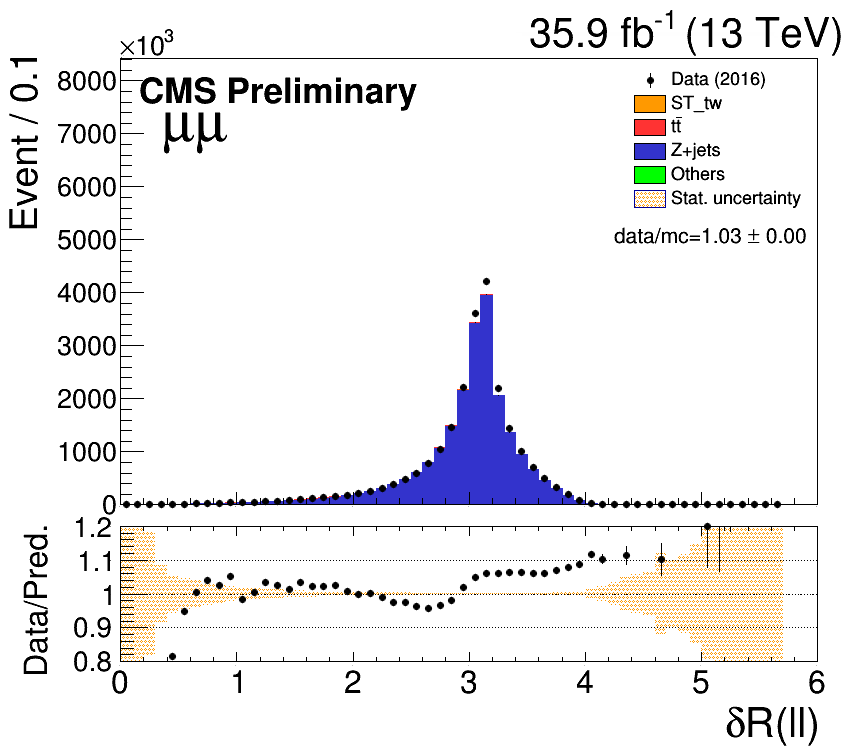 35.9 fb⁻¹ (13 TeV)
×10³
CMS Preliminary
μμ
Event / 0.1
8000
7000
6000
5000
4000
3000
2000
1000
0
Data (2016)
ST_tw
tt̄
Z+jets
Others
Stat. uncertainty
data/mc=1.03 ± 0.00
Data/Pred.
1.2
1.1
1
0.9
0.8
0 1 2 3 4 5 6
δR(ll)